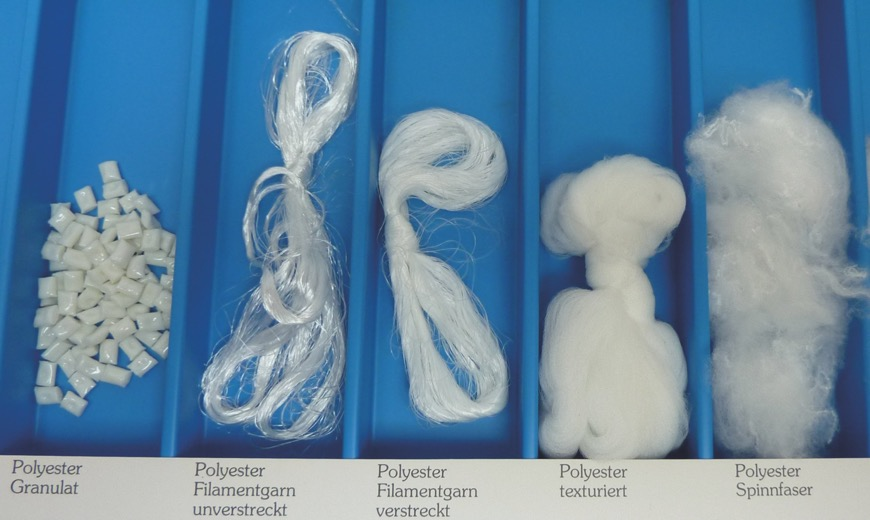 Polyester
Granulat
Polyester
Filamentgarn
unverstreckt
Polyester
Filamentgarn
verstreckt
Polyester
texturiert
Polyester
Spinnfaser